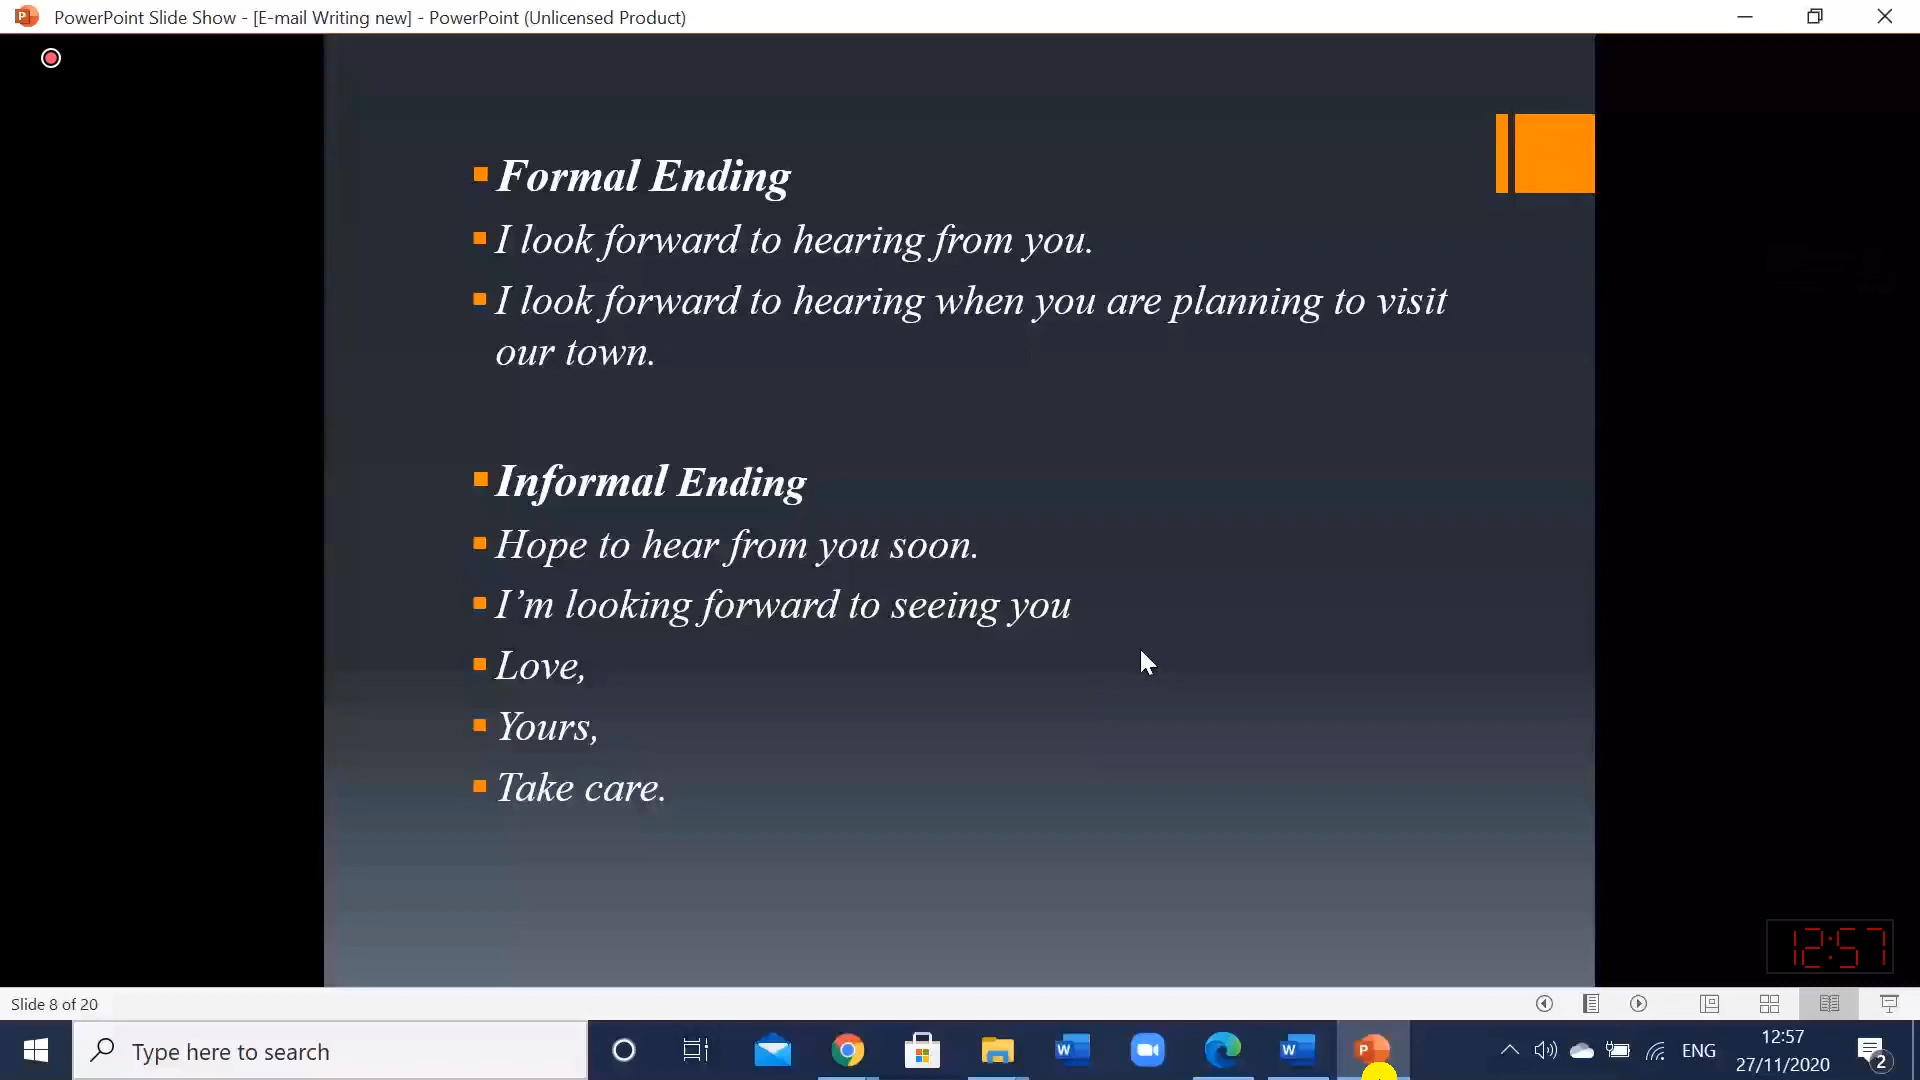 PowerPoint Slide Show - [E-mail Writing new] - PowerPoint (Unlicensed Product)
Formal Ending
I look forward to hearing from you.
I look forward to hearing when you are planning to visit
our town.
Informal Ending
Hope to hear from you soon.
I’m looking forward to seeing you
Love,
Yours,
Take care.
12:57
Slide 8 of 20
Type here to search
ENG
12:57
27/11/2020
2